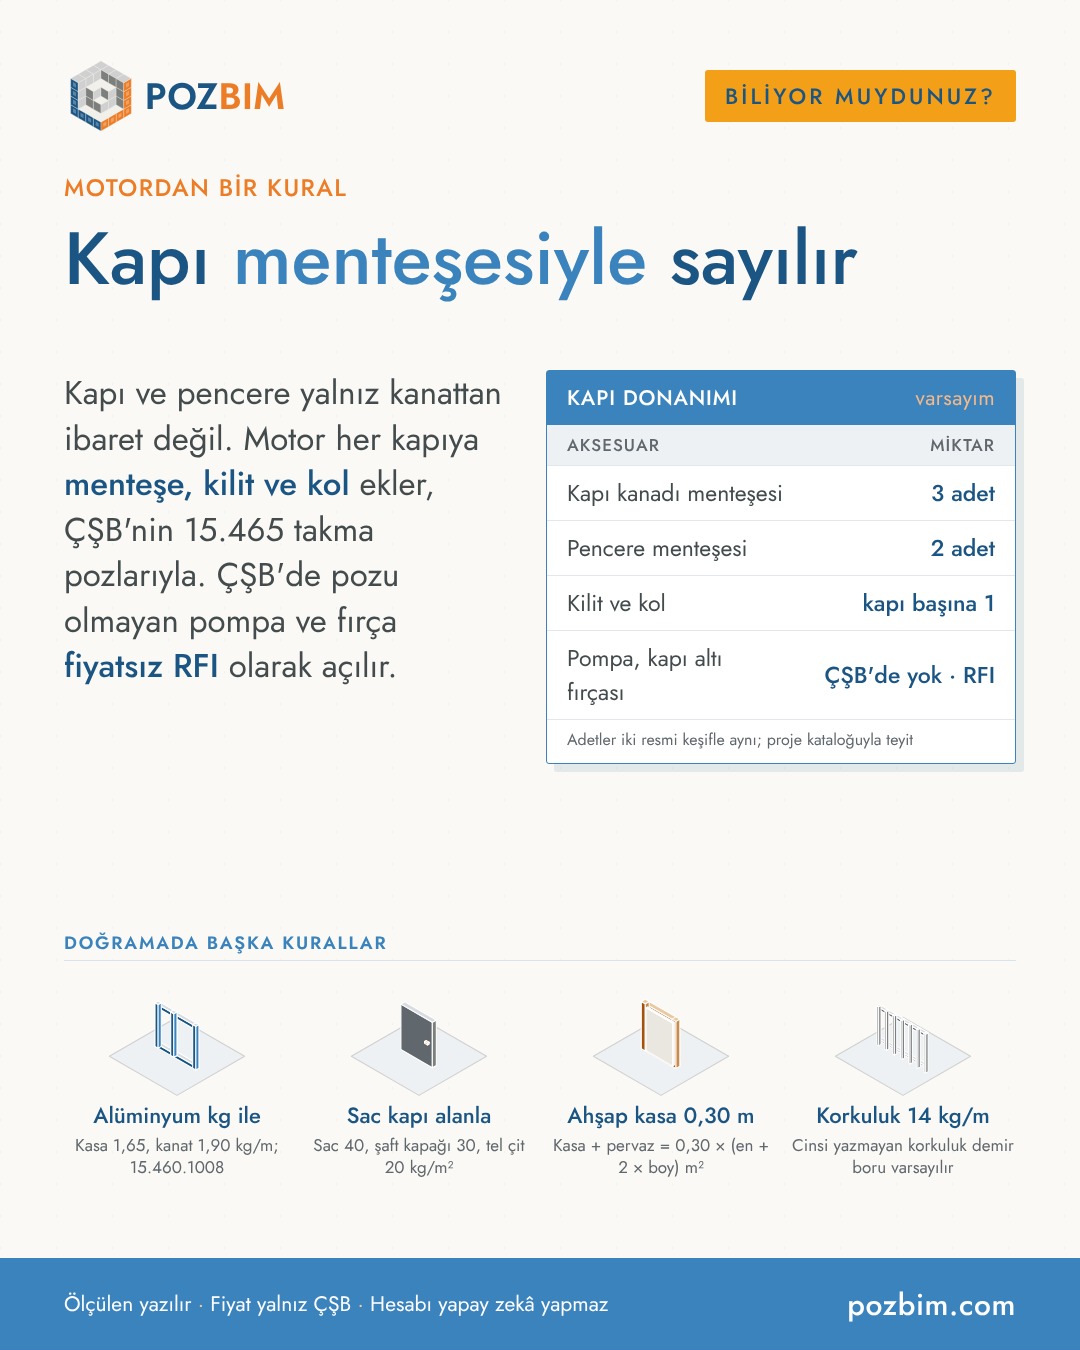 POZBIM
BİLİYOR MUYDUNUZ?
MOTORDAN BİR KURAL
Kapı menteşesiyle sayılır
Kapı ve pencere yalnız kanattan
ibaret değil. Motor her kapıya
menteşe, kilit ve kol ekler,
ÇŞB'nin 15.465 takma
pozlarıyla. ÇŞB'de pozu
olmayan pompa ve fırça
fiyatsız RFI olarak açılır.
KAPI DONANIMI varsayım
AKSESUAR MİKTAR
Kapı kanadı menteşesi 3 adet
Pencere menteşesi 2 adet
Kilit ve kol kapı başına 1
Pompa, kapı altı
fırçası ÇŞB'de yok · RFI
Adetler iki resmi keşifle aynı; proje kataloğuyla teyit
DOĞRAMADA BAŞKA KURALLAR
Alüminyum kg ile
Kasa 1,65, kanat 1,90 kg/m;
15.460.1008
Sac kapı alanla
Sac 40, şaft kapağı 30, tel çit
20 kg/m²
Ahşap kasa 0,30 m
Kasa + pervaz = 0,30 × (en +
2 × boy) m²
Korkuluk 14 kg/m
Cinsi yazmayan korkuluk demir
boru varsayılır
Ölçülen yazılır · Fiyat yalnız ÇŞB · Hesabı yapay zekâ yapmaz
pozbim.com